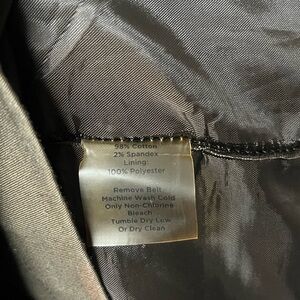 98% Cotton
2% Spandex
Lining:
100% Polyester
Remove Belt
Machine Wash Cold
Only Non-Chlorine
Bleach
Tumble Dry Low
Or Dry Clean